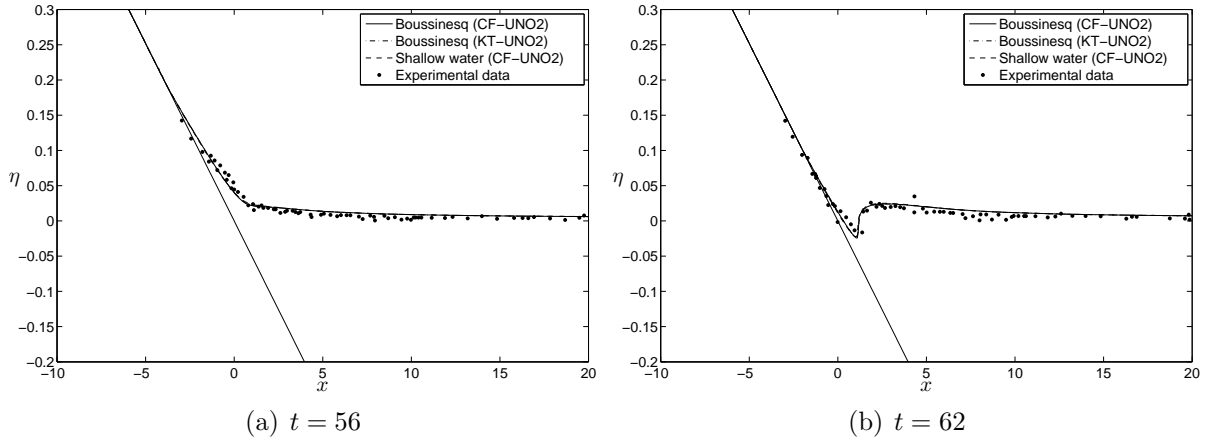 0.3
0.25
0.2
0.15
0.1
0.05
0
−0.05
−0.1
−0.15
−0.2
η
−10 −5 0 5 10 15 20
x
Boussinesq (CF−UNO2)
Boussinesq (KT−UNO2)
Shallow water (CF−UNO2)
Experimental data
(a) t = 56
0.3
0.25
0.2
0.15
0.1
0.05
0
−0.05
−0.1
−0.15
−0.2
η
−10 −5 0 5 10 15 20
x
Boussinesq (CF−UNO2)
Boussinesq (KT−UNO2)
Shallow water (CF−UNO2)
Experimental data
(b) t = 62